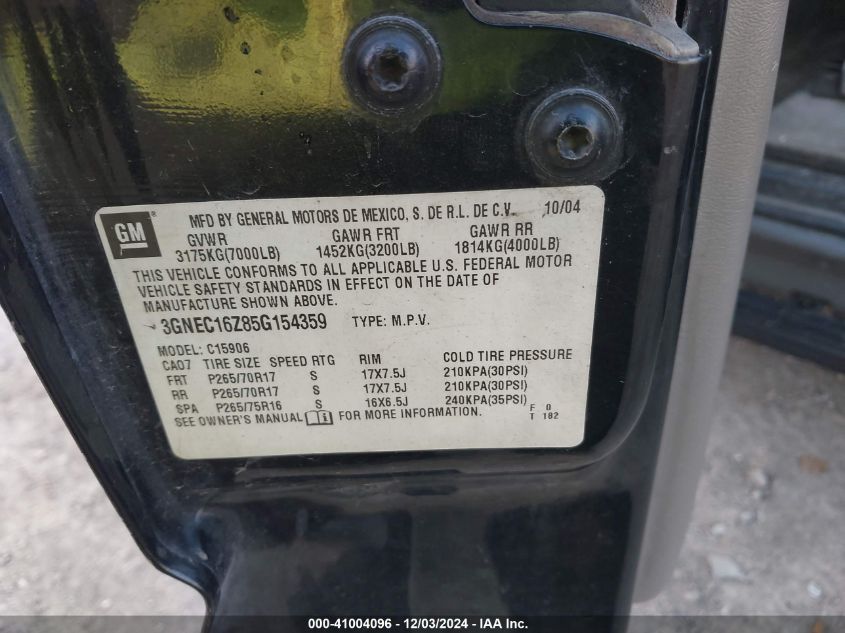 GM
MFD BY GENERAL MOTORS DE MEXICO, S. DE R.L. DE C.V. 10/04
GVWR GAWR FRT GAWR RR
3175KG(7000LB) 1452KG(3200LB) 1814KG(4000LB)
THIS VEHICLE CONFORMS TO ALL APPLICABLE U.S. FEDERAL MOTOR
VEHICLE SAFETY STANDARDS IN EFFECT ON THE DATE OF
MANUFACTURE SHOWN ABOVE.
3GNEC16Z85G154359 TYPE: M.P.V.
MODEL: C15906
CA07 TIRE SIZE SPEED RTG RIM COLD TIRE PRESSURE
FRT P265/70R17 S 17X7.5J 210KPA(30PSI)
RR P265/70R17 S 17X7.5J 210KPA(30PSI)
SPA P265/75R16 S 16X6.5J 240KPA(35PSI)
SEE OWNER'S MANUAL FOR MORE INFORMATION.
F 0
T 182
000-41004096 - 12/03/2024 - IAA Inc.